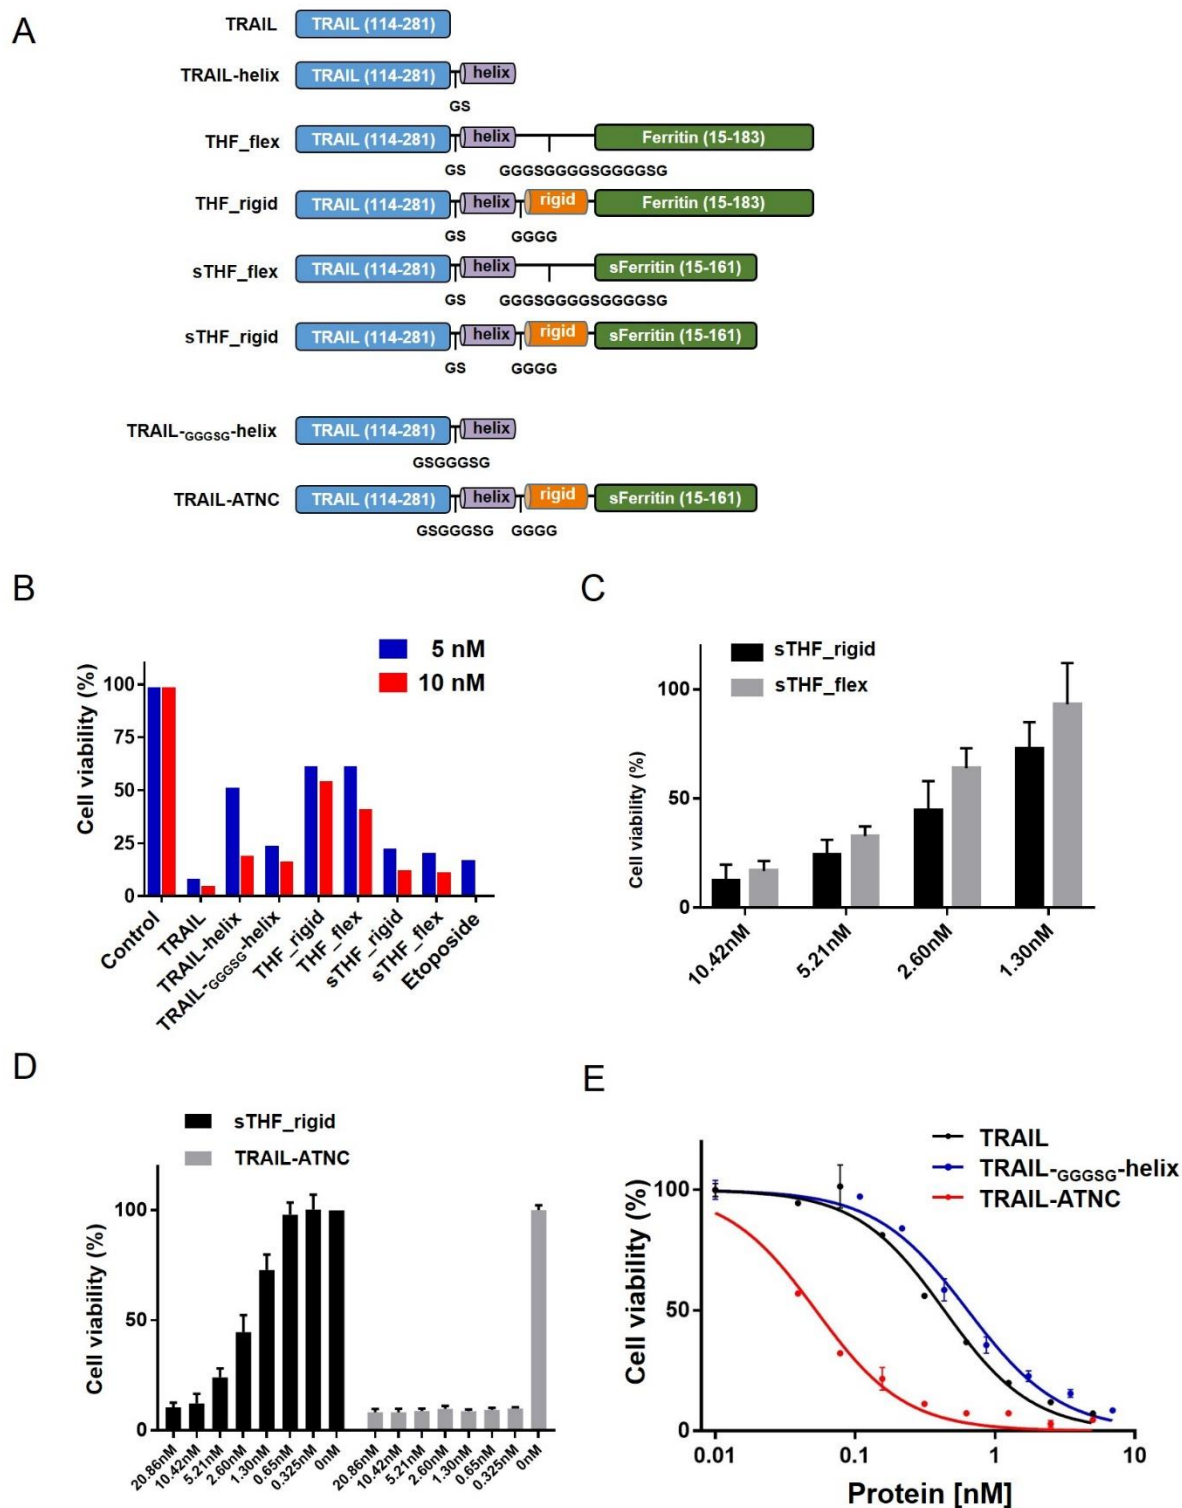 A
TRAIL TRAIL (114-281)
TRAIL-helix TRAIL (114-281) helix
GS
THF_flex TRAIL (114-281) helix Ferritin (15-183)
GS GGGSGGGGSGGGGSG
THF_rigid TRAIL (114-281) helix rigid Ferritin (15-183)
GS GGGG
sTHF_flex TRAIL (114-281) helix sFerritin (15-161)
GS GGGSGGGGSGGGGSG
sTHF_rigid TRAIL (114-281) helix rigid sFerritin (15-161)
GS GGGG
TRAIL-GGGSG-helix TRAIL (114-281) helix
GSGGGSG
TRAIL-ATNC TRAIL (114-281) helix rigid sFerritin (15-161)
GSGGGSG GGGG
B
5 nM
10 nM
Cell viability (%)
100
75
50
25
0
Control
TRAIL
TRAIL-helix
TRAIL-GGGSG-helix
THF_rigid
THF_flex
sTHF_rigid
sTHF_flex
Etoposide
C
sTHF_rigid
sTHF_flex
Cell viability (%)
100
50
0
10.42nM
5.21nM
2.60nM
1.30nM
D
sTHF_rigid
TRAIL-ATNC
Cell viability (%)
100
50
0
20.86nM
10.42nM
5.21nM
2.60nM
1.30nM
0.65nM
0.325nM
0nM
20.86nM
10.42nM
5.21nM
2.60nM
1.30nM
0.65nM
0.325nM
0nM
E
TRAIL
TRAIL-GGGSG-helix
TRAIL-ATNC
Cell viability (%)
100
50
0
0.01 0.1 1 10
Protein [nM]